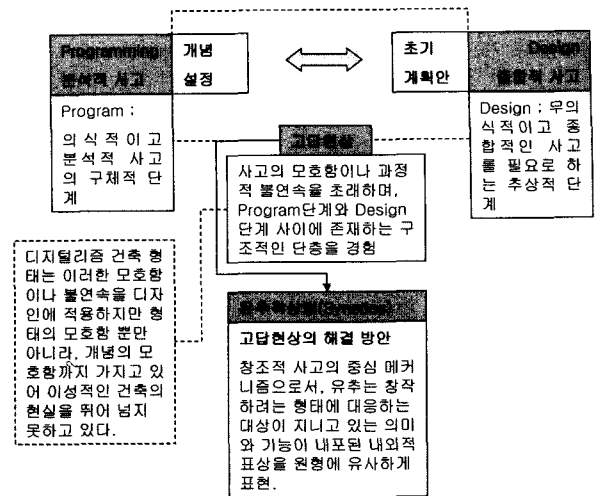 Programming
분석적 사고
개념
설정
초기
계획안
Design
종합적 사고
Program :
의식적이고
분석적 사고
의 구체적 단
계
Design : 무의
식적이고 종
합적인 사고
를 필요로 하
는 추상적 단
계
고답현상
사고의 모호함이나 과정
적 불연속을 초래하며,
Program단계와 Design
단계 사이에 존재하는 구
조적인 단층을 경험
디지털리즘 건축 형
태는 이러한 모호함
이나 불연속을 디자
인에 적용하지만 형
태의 모호함 뿐만
아니라, 개념의 모
호함까지 가지고 있
어 이성적인 건축의
현실을 뛰어 넘지
못하고 있다.
고답현상의 해결 방안
창조적 사고의 중심 메커
니즘으로서, 유추는 창작
하려는 형태에 대응하는
대상이 지니고 있는 의미
와 기능이 내포된 내외적
표상을 원형에 유사하게
표현.